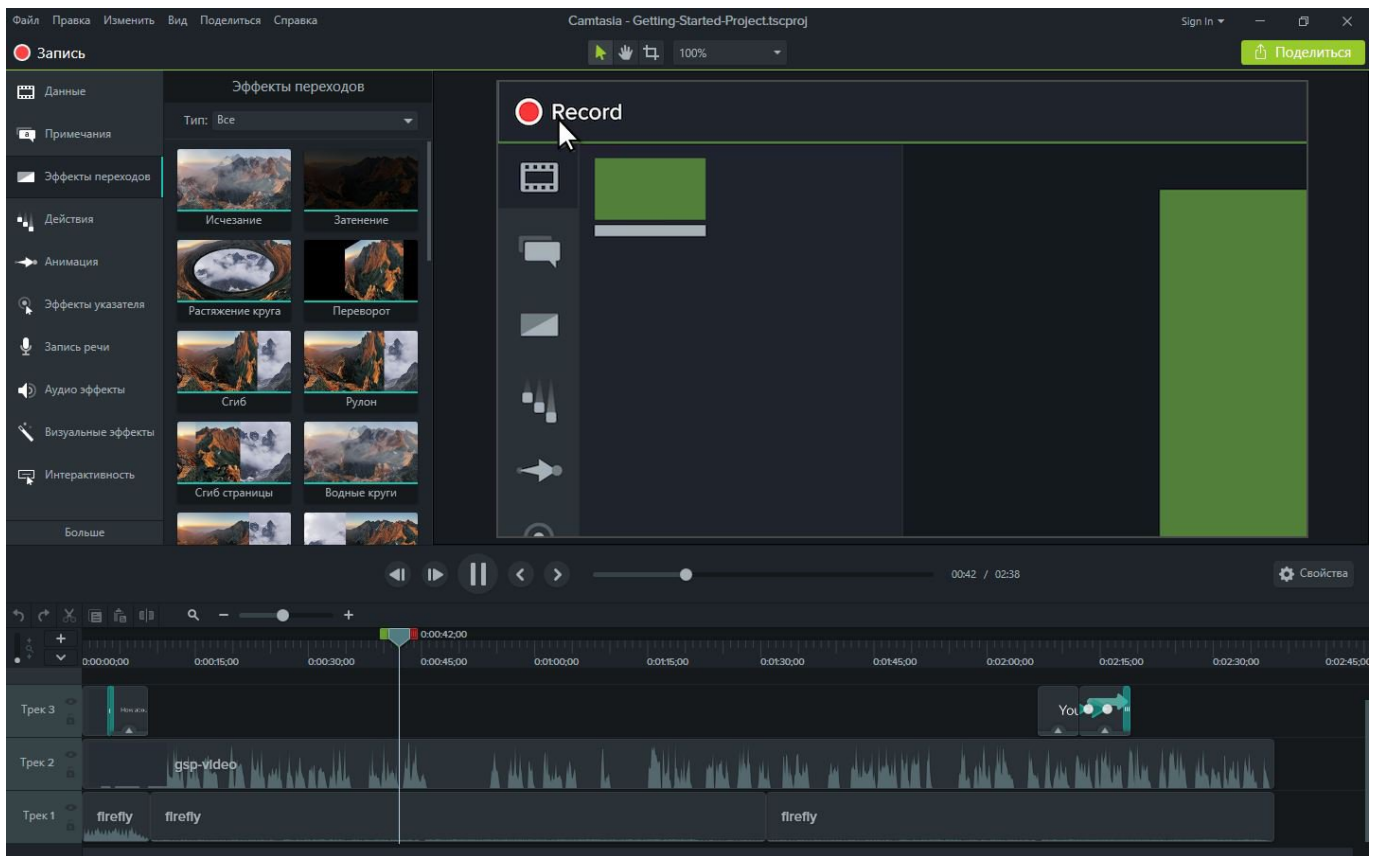 Файл Правка Изменить Вид Поделиться Справка
Camtasia - Getting-Started-Project.tscproj
Sign In
Запись
100%
Поделиться
Данные
Примечания
Эффекты переходов
Действия
Анимация
Эффекты указателя
Запись речи
Аудио эффекты
Визуальные эффекты
Интерактивность
Больше
Эффекты переходов
Тип: Все
Исчезание Затенение
Растяжение круга Переворот
Сгиб Рулон
Сгиб страницы Водные круги
Record
00:42 / 02:38
Свойства
0:00:42;00
0:00:00;00 0:00:15;00 0:00:30;00 0:00:45;00 0:01:00;00 0:01:15;00 0:01:30;00 0:01:45;00 0:02:00;00 0:02:15;00 0:02:30;00 0:02:45;00
Трек 3
You
Трек 2 gsp-video
Трек 1 firefly firefly firefly